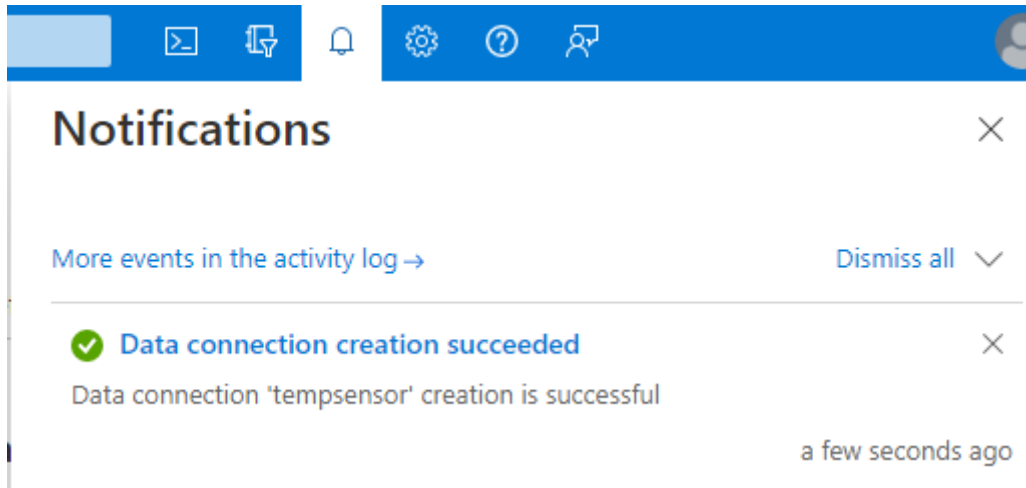 Notifications
More events in the activity log →
Dismiss all
Data connection creation succeeded
Data connection 'tempsensor' creation is successful
a few seconds ago